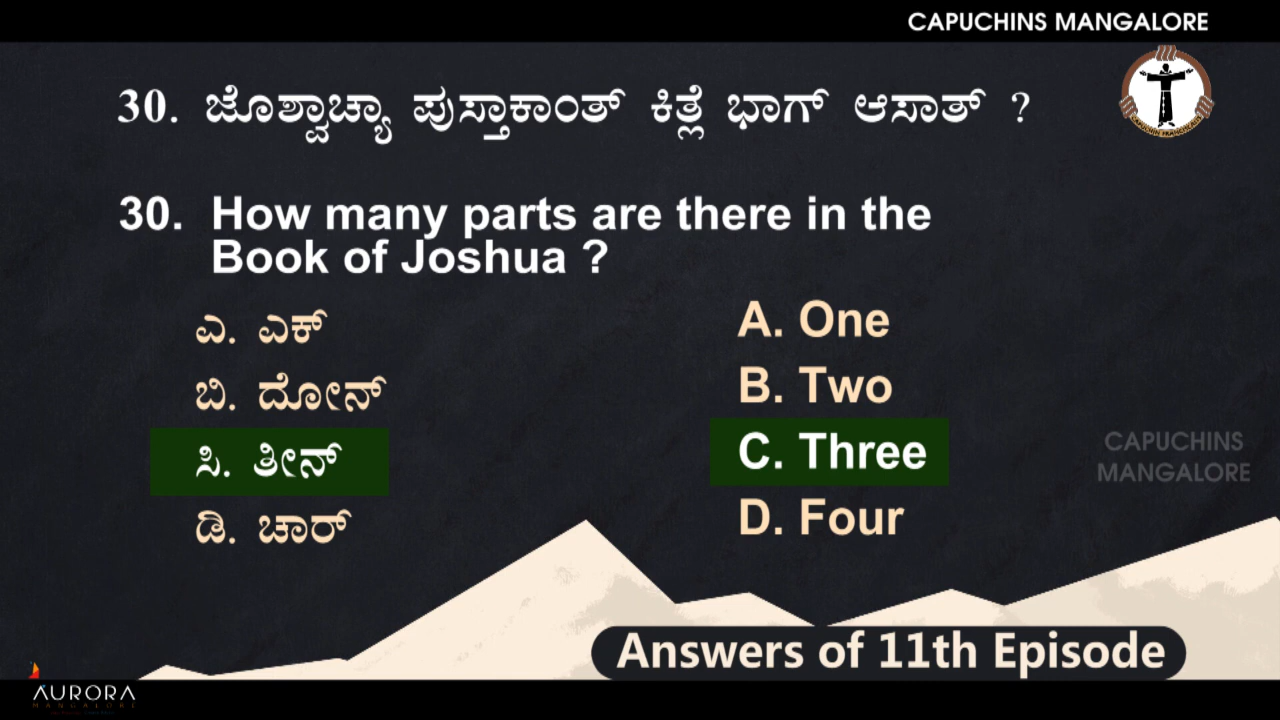 CAPUCHINS MANGALORE
30. ಜೊಶ್ವಾಚ್ಯಾ ಪುಸ್ತಾಕಾಂತ್ ಕಿತ್ಲೆ ಭಾಗ್ ಆಸಾತ್ ?
30. How many parts are there in the
Book of Joshua ?
ಎ. ಎಕ್
ಬಿ. ದೋನ್
ಸಿ. ತೀನ್
ಡಿ. ಚಾರ್
A. One
B. Two
C. Three
D. Four
CAPUCHINS
MANGALORE
Answers of 11th Episode
AURORA
MANGALORE